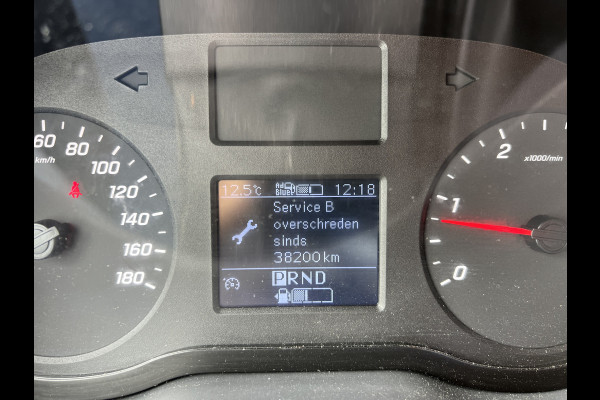 60
80
100
120
140
160
180
km/h
12.5°C
AdBlue
12:18
Service B
overschreden
sinds
38200km
PRND
x1000/min
2
1
0